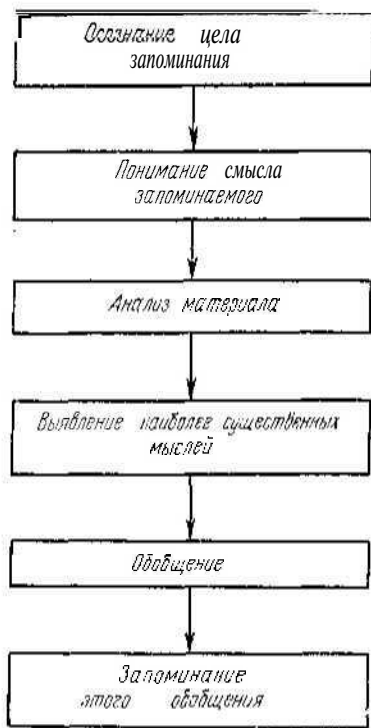 Осознание цела
запоминания
Понимание смысла
запоминаемого
Анализ материала
Выявление наиболее существенных
мыслей
Обобщение
Запоминание
этого обобщения